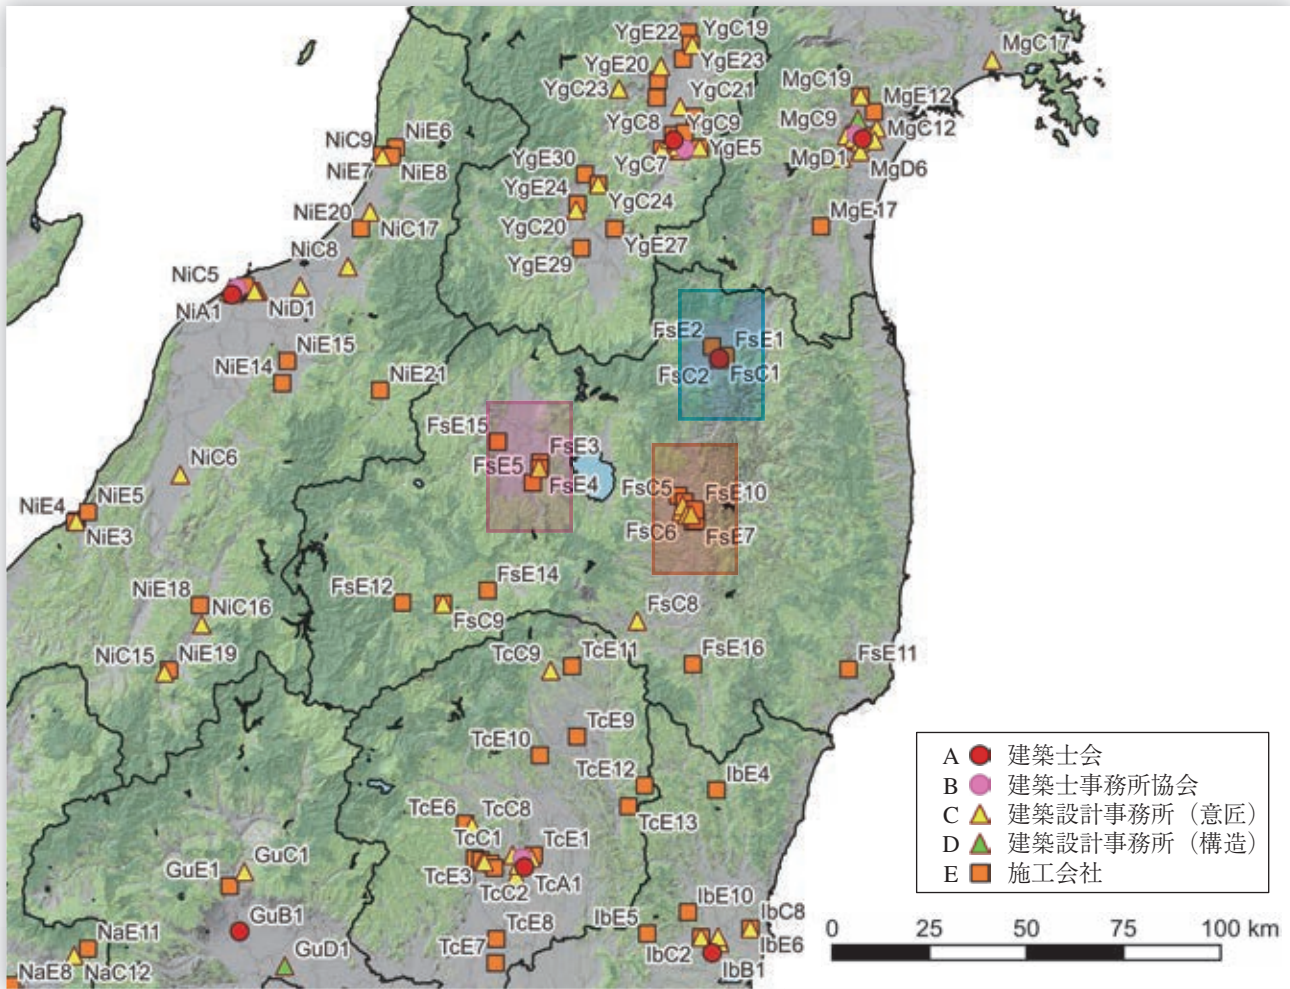 YgE22
YgC19
YgE20
YgE23
YgC23
YgC21
YgC8
YgC9
YgC7
YgE5
MgC17
MgC19
MgE12
MgC9
MgC12
MgD1
MgD6
MgE17
NiC9
NiE6
NiE7
NiE8
YgE30
YgE24
YgC24
YgC20
YgE27
YgE29
NiE20
NiC17
NiC8
NiC5
NiA1
NiD1
NiE15
NiE14
NiE21
FsE2
FsE1
FsC2
FsC1
FsE15
FsE3
FsE5
FsE4
FsC5
FsE10
FsC6
FsE7
NiC6
NiE5
NiE4
NiE3
NiE18
NiC16
FsE12
FsE14
FsC9
FsC8
NiC15
NiE19
TcC9
TcE11
FsE16
FsE11
TcE9
TcE10
TcE12
IbE4
TcE13
TcE6
TcC8
TcC1
TcE1
TcE3
TcC2
TcA1
GuC1
GuE1
GuB1
GuD1
TcE8
TcE7
IbE10
IbC8
IbE5
IbC2
IbE6
IbB1
NaE11
NaE8
NaC12
A 建築士会
B 建築士事務所協会
C 建築設計事務所（意匠）
D 建築設計事務所（構造）
E 施工会社
0 25 50 75 100 km